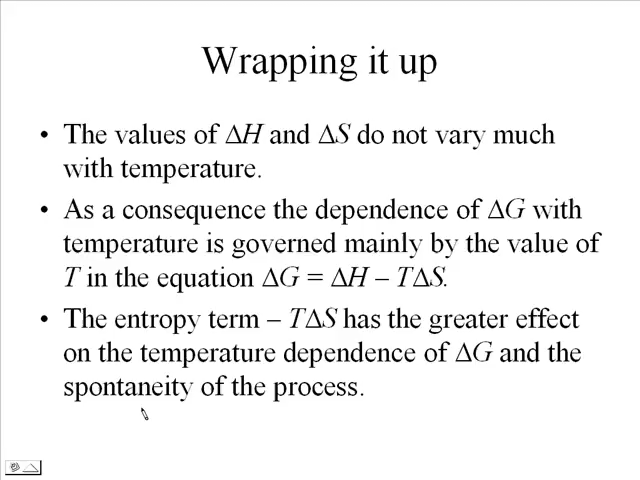 Wrapping it up
• The values of ΔH and ΔS do not vary much
with temperature.
• As a consequence the dependence of ΔG with
temperature is governed mainly by the value of
T in the equation ΔG = ΔH – TΔS.
• The entropy term – TΔS has the greater effect
on the temperature dependence of ΔG and the
spontaneity of the process.